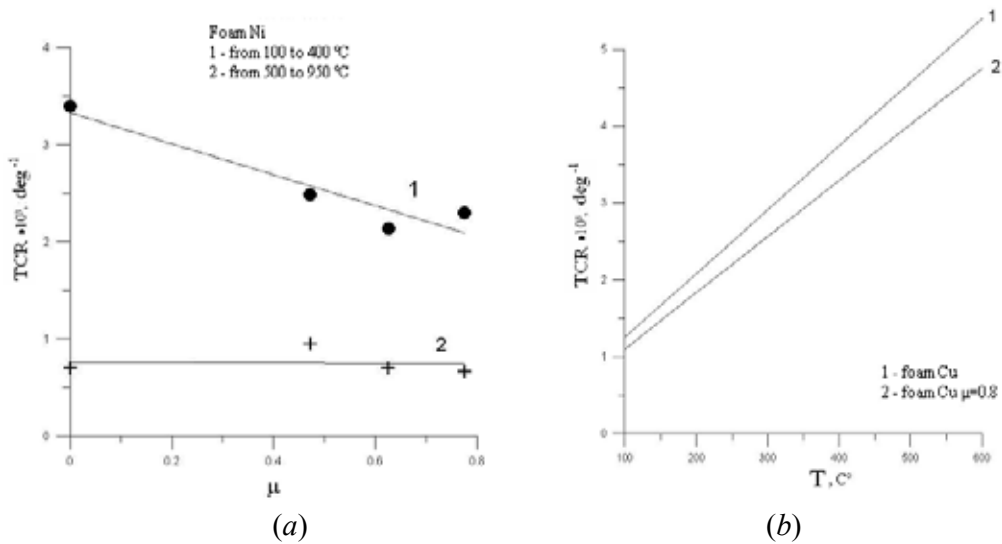 Foam Ni
1 - from 100 to 400 ºC
2 - from 500 to 950 ºC
4
3
2
1
0
TCR •10³, deg⁻¹
1
2
0
0.2
0.4
0.6
0.8
μ
(a)
5
4
3
2
1
0
TCR •10³, deg⁻¹
1
2
1 - foam Cu
2 - foam Cu μ=0.8
100
200
300
400
500
600
T, Cº
(b)